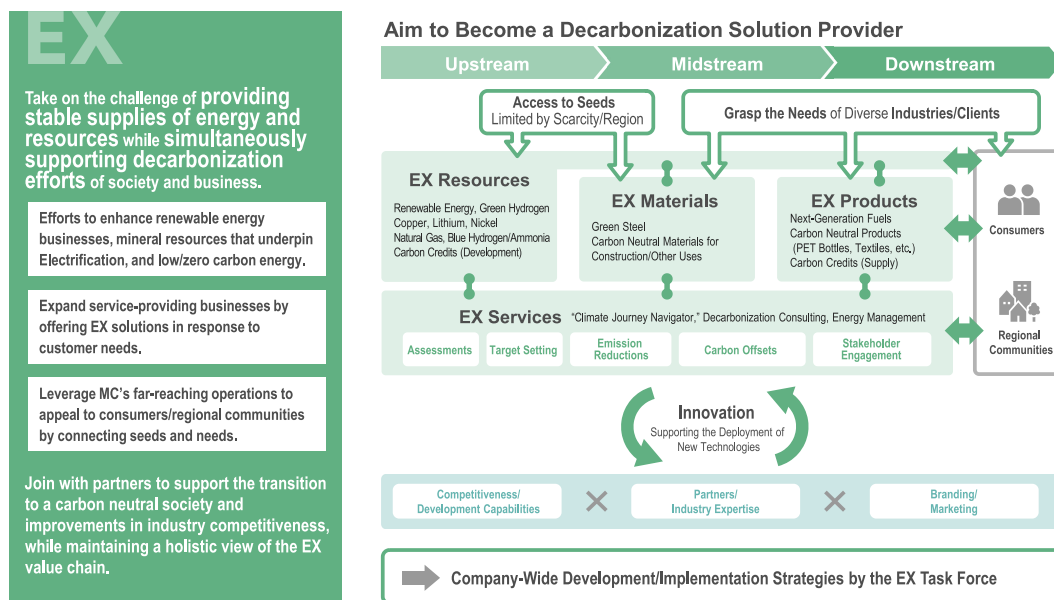 EX
Take on the challenge of providing
stable supplies of energy and
resources while simultaneously
supporting decarbonization
efforts of society and business.
Efforts to enhance renewable energy
businesses, mineral resources that underpin
Electrification, and low/zero carbon energy.
Expand service-providing businesses by
offering EX solutions in response to
customer needs.
Leverage MC's far-reaching operations to
appeal to consumers/regional communities
by connecting seeds and needs.
Join with partners to support the transition
to a carbon neutral society and
improvements in industry competitiveness,
while maintaining a holistic view of the EX
value chain.
Aim to Become a Decarbonization Solution Provider
Upstream
Midstream
Downstream
Access to Seeds
Limited by Scarcity/Region
Grasp the Needs of Diverse Industries/Clients
EX Resources
Renewable Energy, Green Hydrogen
Copper, Lithium, Nickel
Natural Gas, Blue Hydrogen/Ammonia
Carbon Credits (Development)
EX Materials
Green Steel
Carbon Neutral Materials for
Construction/Other Uses
EX Products
Next-Generation Fuels
Carbon Neutral Products
(PET Bottles, Textiles, etc.)
Carbon Credits (Supply)
Consumers
Regional
Communities
EX Services "Climate Journey Navigator," Decarbonization Consulting, Energy Management
Assessments
Target Setting
Emission
Reductions
Carbon Offsets
Stakeholder
Engagement
Innovation
Supporting the Deployment of
New Technologies
Competitiveness/
Development Capabilities
Partners/
Industry Expertise
Branding/
Marketing
Company-Wide Development/Implementation Strategies by the EX Task Force